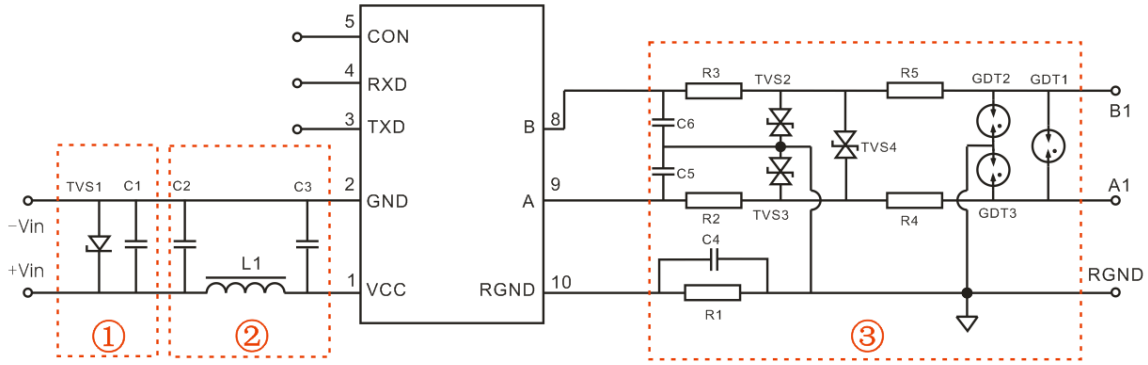 5
CON
4
RXD
3
TXD
B
8
2
GND
A
9
1
VCC
RGND
10
TVS1
C1
C2
C3
−Vin
+Vin
L1
①
②
R3
TVS2
R5
GDT2
GDT1
B1
C6
TVS4
C5
A1
R2
TVS3
R4
GDT3
C4
RGND
R1
③